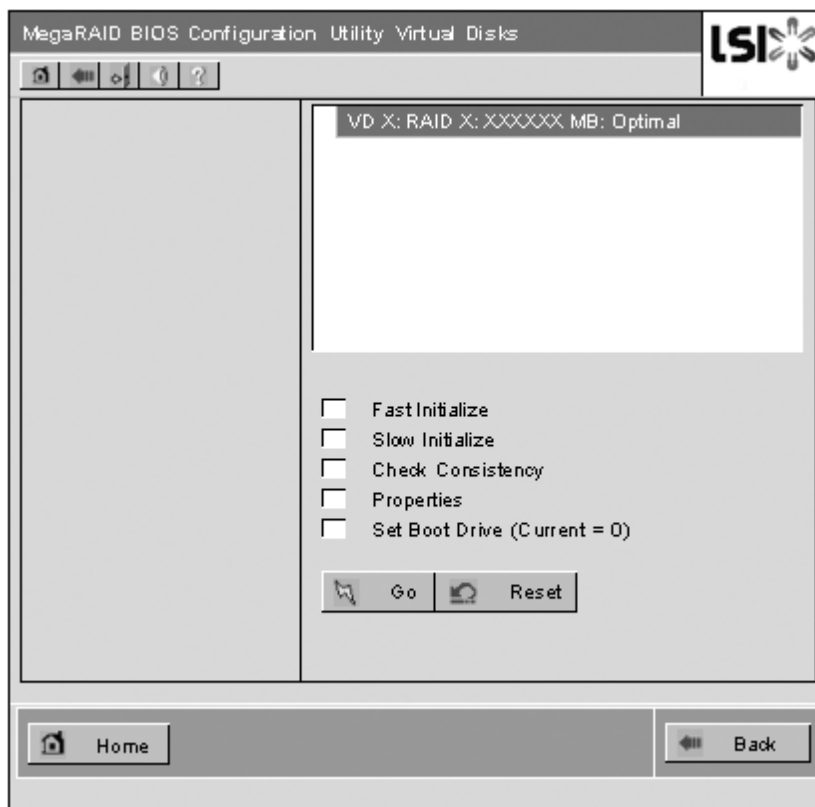 MegaRAID BIOS Configuration Utility Virtual Disks
LSI
?
VD X: RAID X: XXXXXX MB: Optimal
Fast Initialize
Slow Initialize
Check Consistency
Properties
Set Boot Drive (Current = 0)
Go
Reset
Home
Back